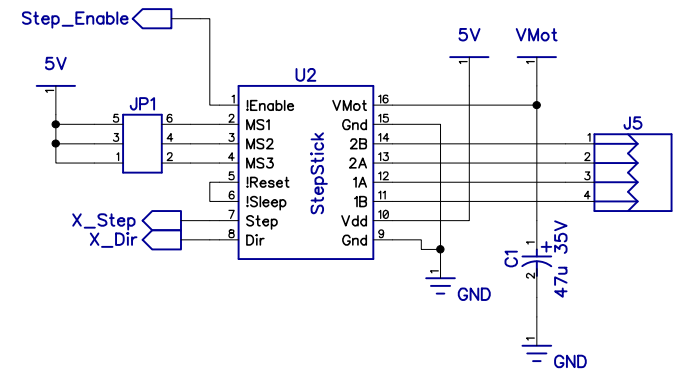 Step_Enable
5V
VMot
5V
1
1
1
U2
JP1
J5
1 !Enable VMot 16
5 6 2 MS1 Gnd 15
3 4 3 MS2 2B 14 1
1 2 4 MS3 2A 13 2
5 !Reset 1A 12 3
6 !Sleep 1B 11 4
X_Step 7 Step Vdd 10
X_Dir 8 Dir Gnd 9
StepStick
1
GND
C1
1
+
2
47u 35V
1
GND